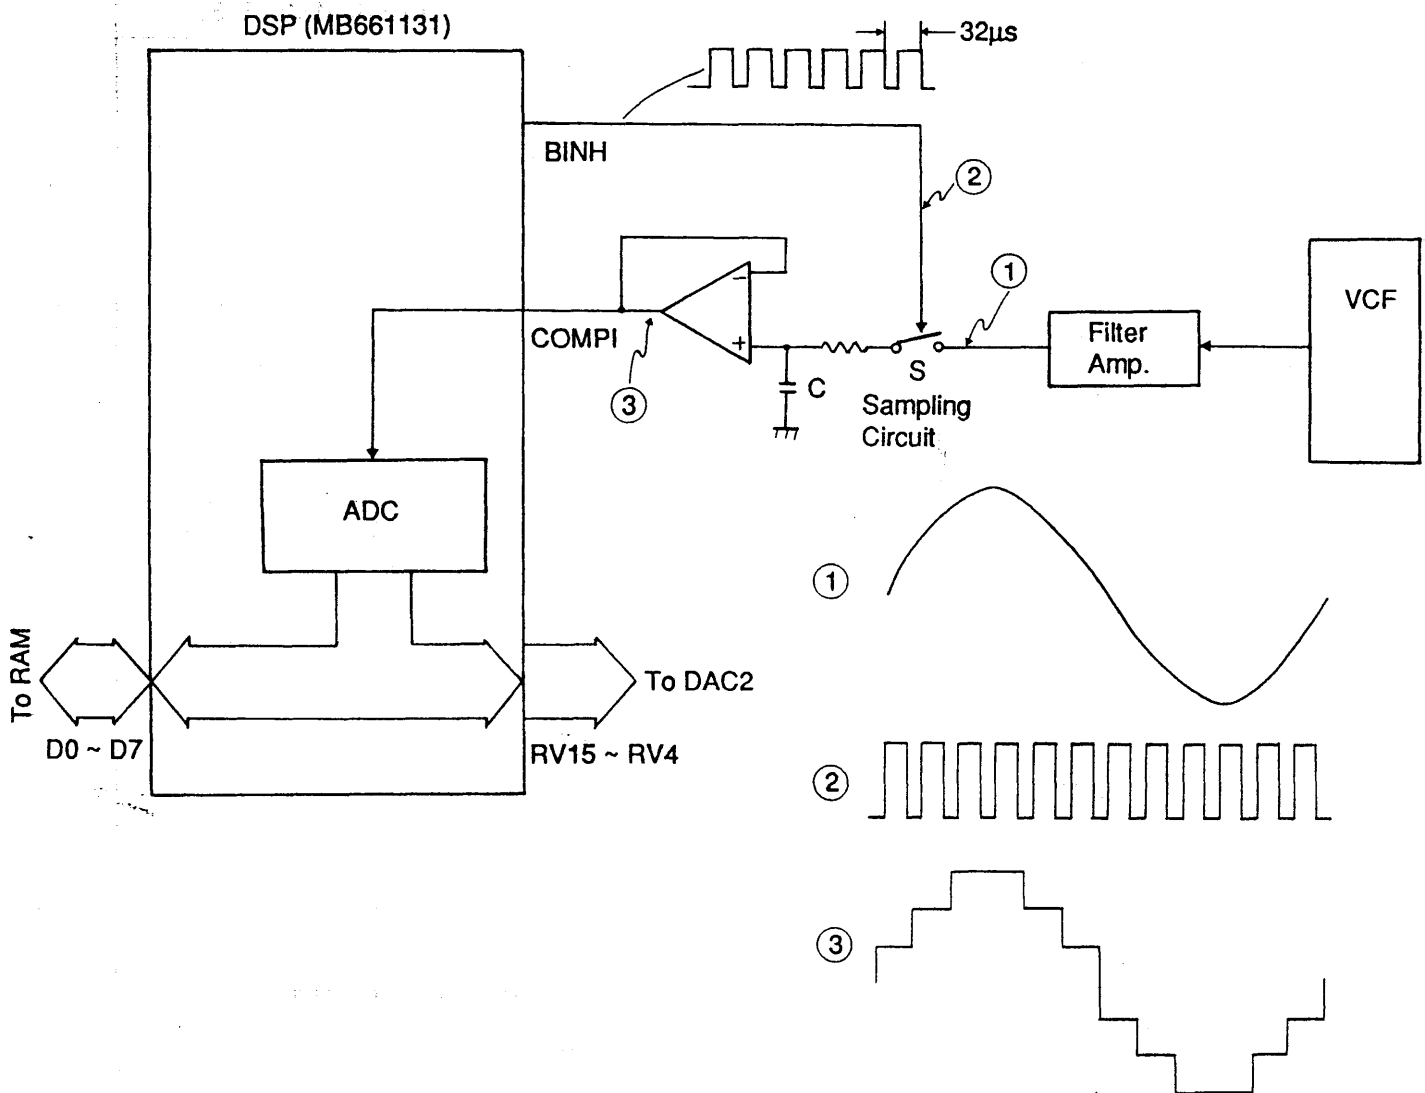 DSP (MB661131)
32µs
BINH
2
1
VCF
Filter
Amp.
COMPI
3
C
S
Sampling
Circuit
ADC
1
To RAM
To DAC2
D0 ~ D7
RV15 ~ RV4
2
3